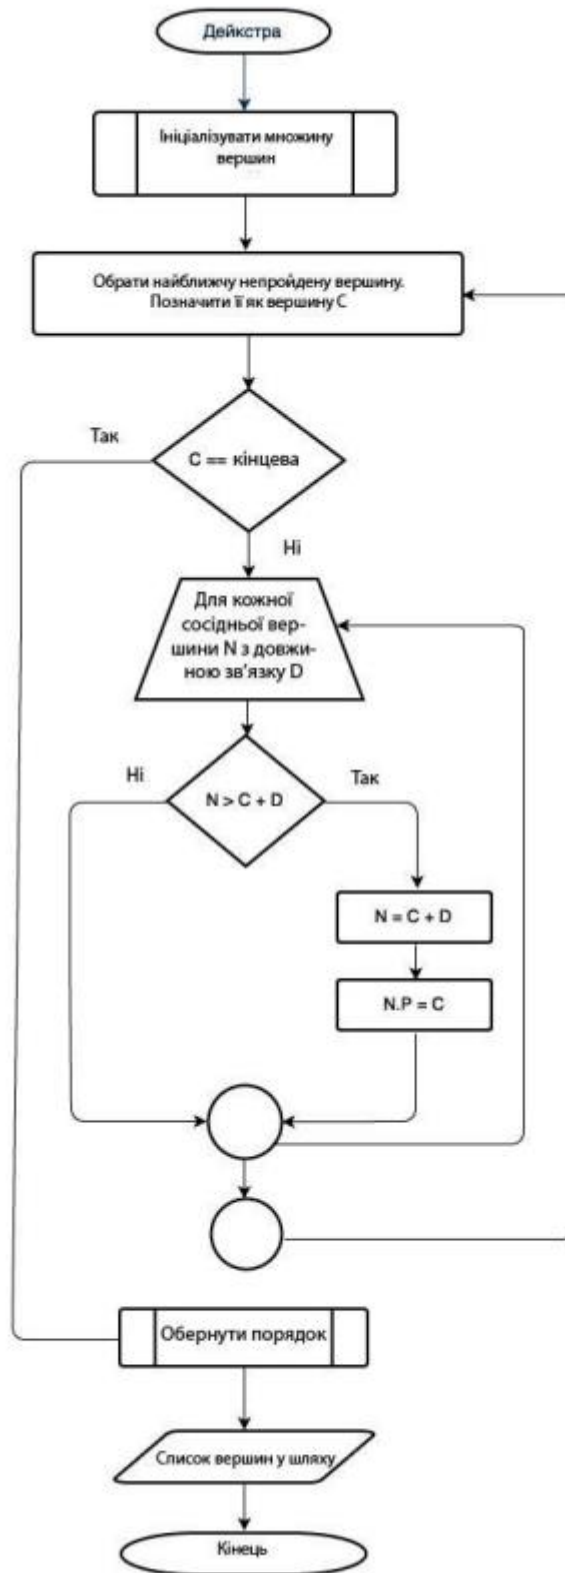 Дейкстра
Ініціалізувати множину
вершин
Обрати найближчу непройдену вершину.
Позначити її як вершину C
Так
C == кінцева
Ні
Для кожної
сосідньої вер-
шини N з довжи-
ною зв'язку D
Ні
Так
N > C + D
N = C + D
N.P = C
Обернути порядок
Список вершин у шляху
Кінець